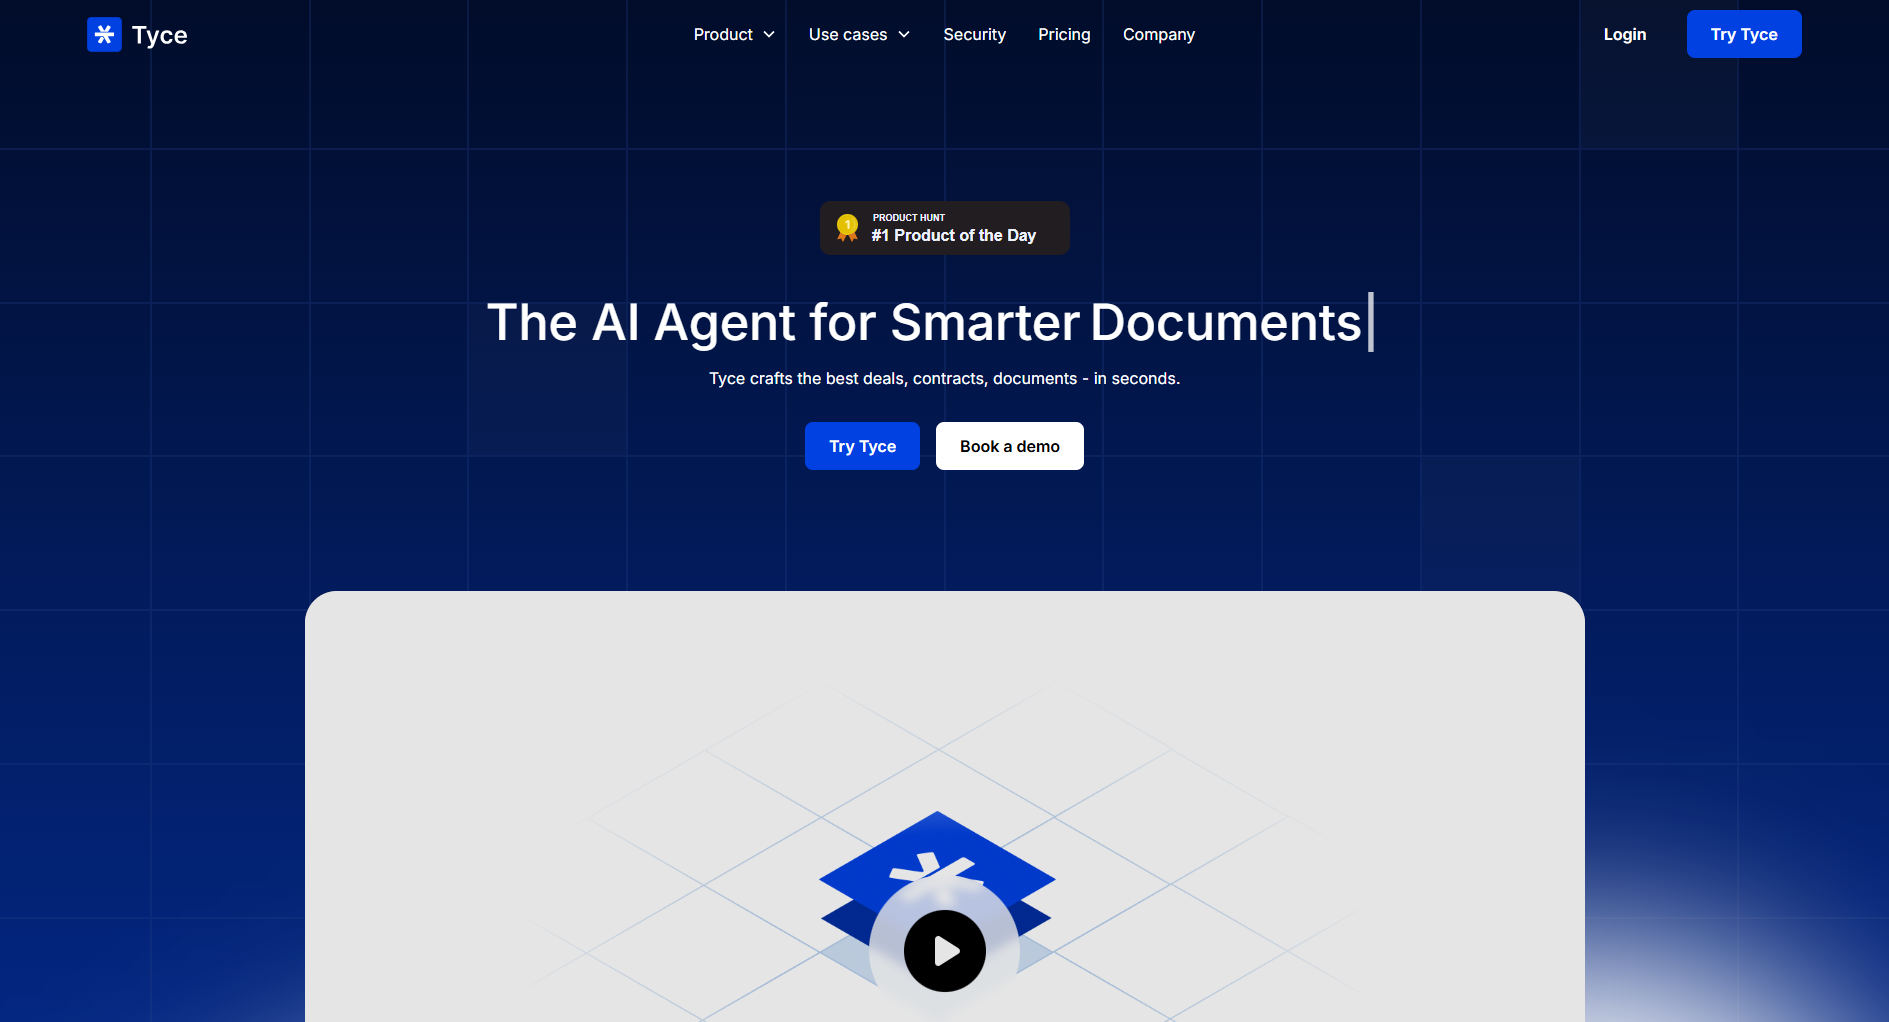 Tyce
Product
Use cases
Security
Pricing
Company
Login
Try Tyce
1
PRODUCT HUNT
#1 Product of the Day
The AI Agent for Smarter Documents
Tyce crafts the best deals, contracts, documents - in seconds.
Try Tyce
Book a demo